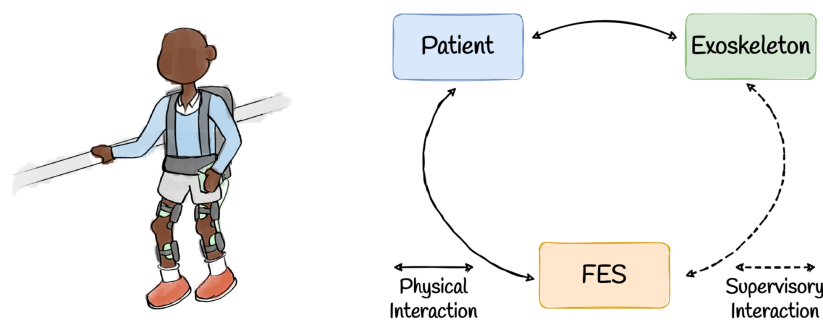 Patient
Exoskeleton
FES
Physical
Interaction
Supervisory
Interaction